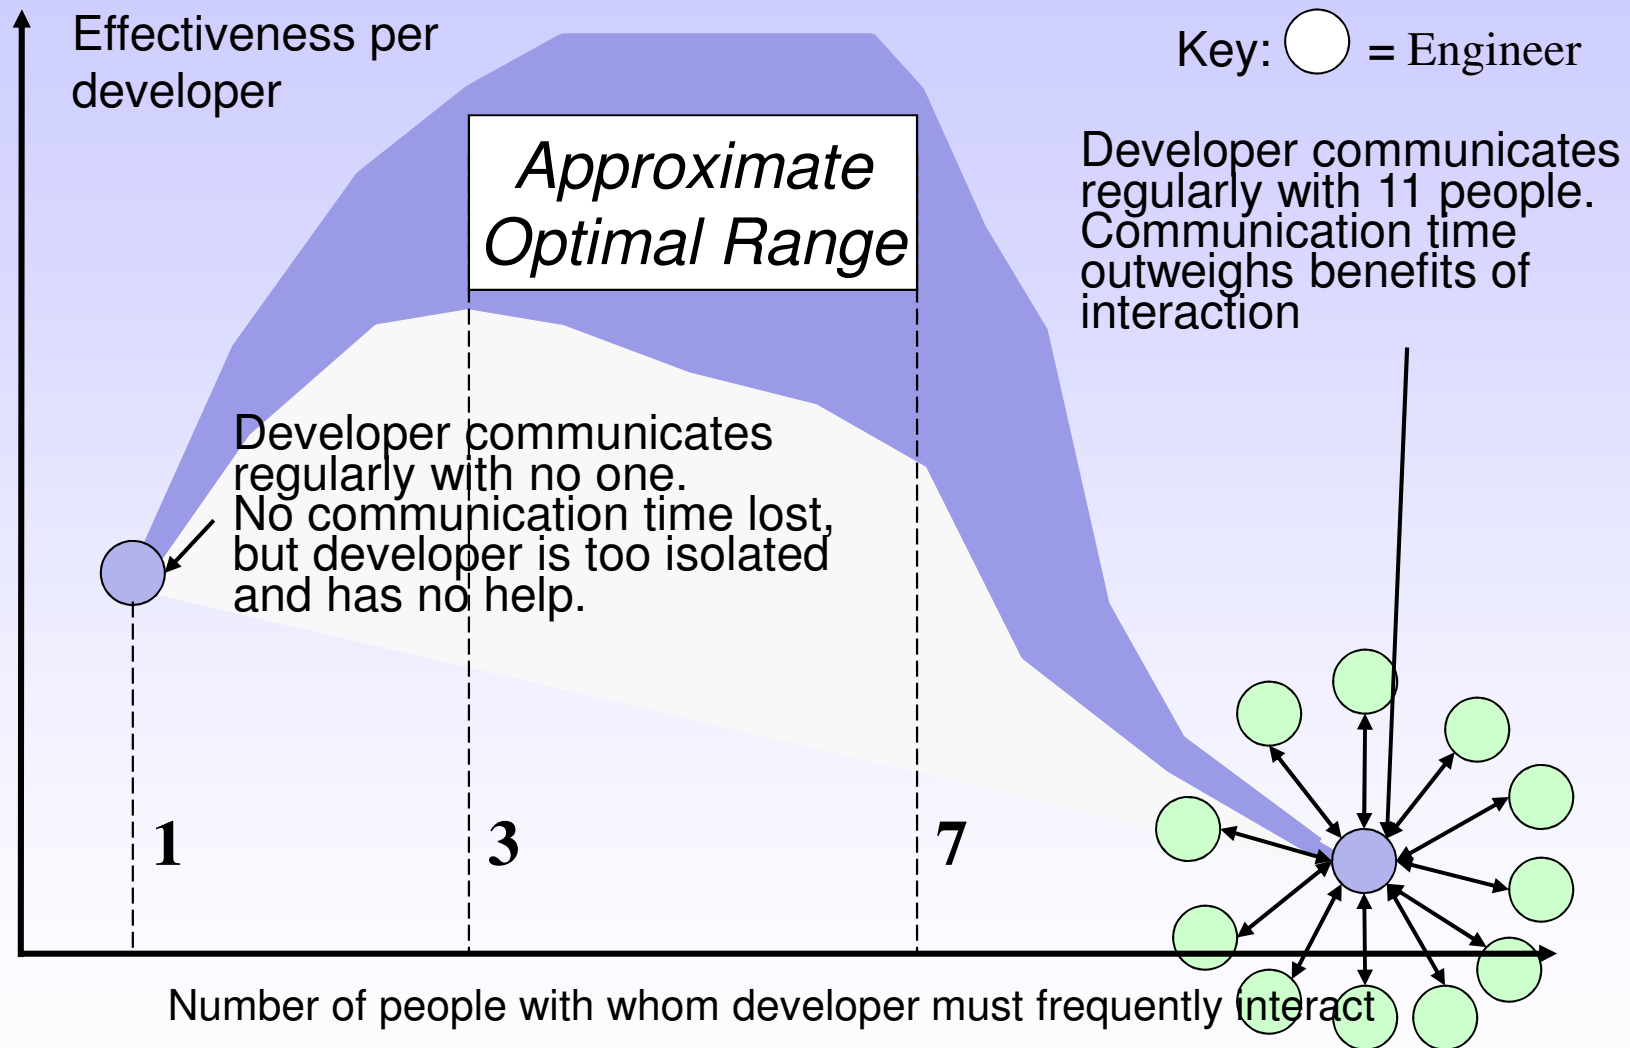 Effectiveness per
developer
Key: = Engineer
Approximate
Optimal Range
Developer communicates
regularly with 11 people.
Communication time
outweighs benefits of
interaction
Developer communicates
regularly with no one.
No communication time lost,
but developer is too isolated
and has no help.
1
3
7
Number of people with whom developer must frequently interact